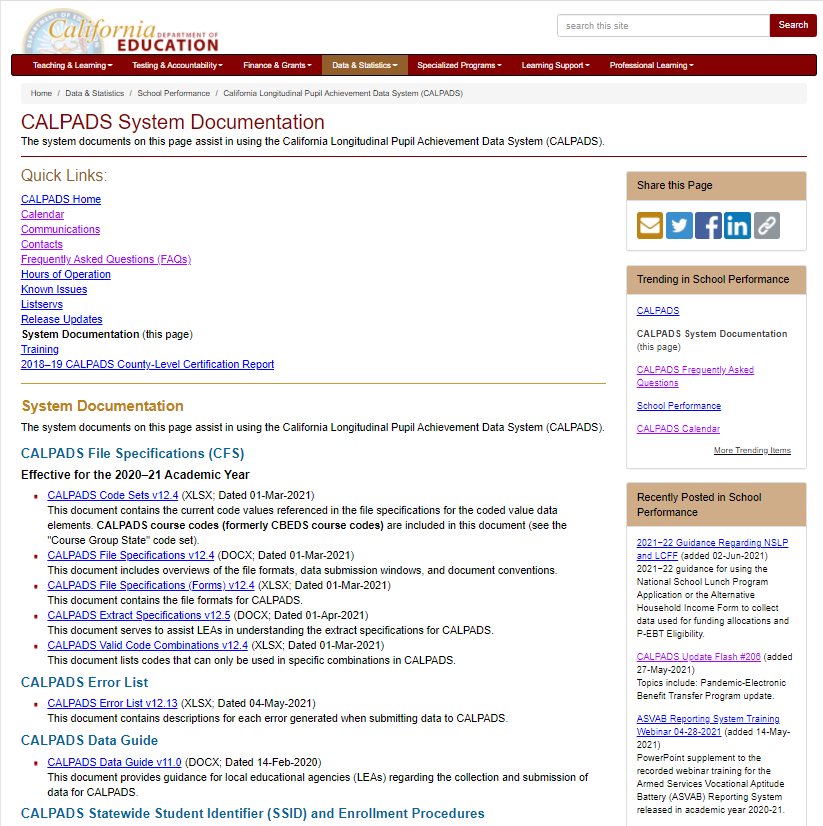 California DEPARTMENT OF EDUCATION
search this site
Search
Teaching & Learning
Testing & Accountability
Finance & Grants
Data & Statistics
Specialized Programs
Learning Support
Professional Learning
Home / Data & Statistics / School Performance / California Longitudinal Pupil Achievement Data System (CALPADS)
CALPADS System Documentation
The system documents on this page assist in using the California Longitudinal Pupil Achievement Data System (CALPADS).
Quick Links:
CALPADS Home
Calendar
Communications
Contacts
Frequently Asked Questions (FAQs)
Hours of Operation
Known Issues
Listservs
Release Updates
System Documentation (this page)
Training
2018–19 CALPADS County-Level Certification Report
System Documentation
The system documents on this page assist in using the California Longitudinal Pupil Achievement Data System (CALPADS).
CALPADS File Specifications (CFS)
Effective for the 2020–21 Academic Year
CALPADS Code Sets v12.4 (XLSX; Dated 01-Mar-2021)
This document contains the current code values referenced in the file specifications for the coded value data
elements. CALPADS course codes (formerly CBEDS course codes) are included in this document (see the
"Course Group State" code set).
CALPADS File Specifications v12.4 (DOCX; Dated 01-Mar-2021)
This document includes overviews of the file formats, data submission windows, and document conventions.
CALPADS File Specifications (Forms) v12.4 (XLSX; Dated 01-Mar-2021)
This document contains the file formats for CALPADS.
CALPADS Extract Specifications v12.5 (DOCX; Dated 01-Apr-2021)
This document serves to assist LEAs in understanding the extract specifications for CALPADS.
CALPADS Valid Code Combinations v12.4 (XLSX; Dated 01-Mar-2021)
This document lists codes that can only be used in specific combinations in CALPADS.
CALPADS Error List
CALPADS Error List v12.13 (XLSX; Dated 04-May-2021)
This document contains descriptions for each error generated when submitting data to CALPADS.
CALPADS Data Guide
CALPADS Data Guide v11.0 (DOCX; Dated 14-Feb-2020)
This document provides guidance for local educational agencies (LEAs) regarding the collection and submission of
data for CALPADS.
CALPADS Statewide Student Identifier (SSID) and Enrollment Procedures
Share this Page
Trending in School Performance
CALPADS
CALPADS System Documentation
(this page)
CALPADS Frequently Asked
Questions
School Performance
CALPADS Calendar
More Trending Items
Recently Posted in School
Performance
2021–22 Guidance Regarding NSLP
and LCFF (added 02-Jun-2021)
2021–22 guidance for using the
National School Lunch Program
Application or the Alternative
Household Income Form to collect
data used for funding allocations and
P-EBT Eligibility.
CALPADS Update Flash #206 (added
27-May-2021)
Topics include: Pandemic-Electronic
Benefit Transfer Program update.
ASVAB Reporting System Training
Webinar 04-28-2021 (added 14-May-
2021)
PowerPoint supplement to the
recorded webinar training for the
Armed Services Vocational Aptitude
Battery (ASVAB) Reporting System
released in academic year 2020-21.